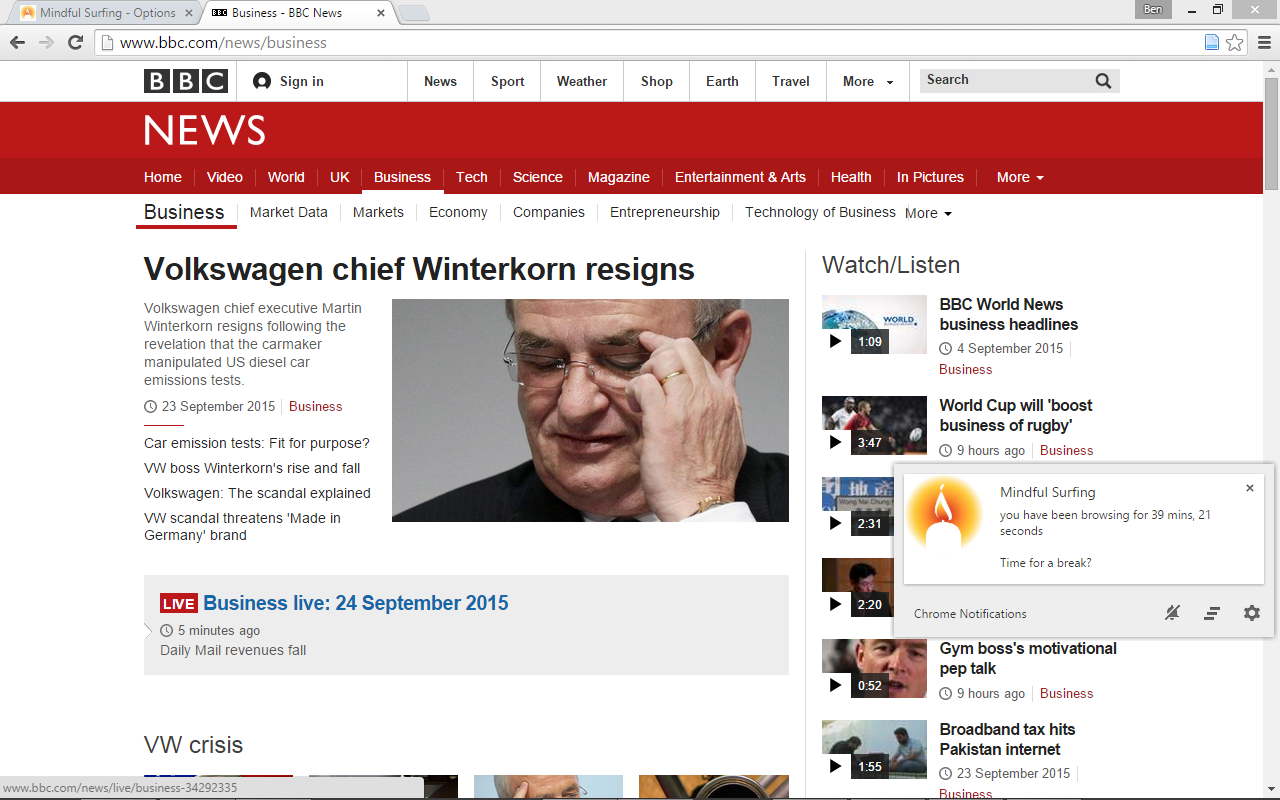 Mindful Surfing - Options
Business - BBC News
Ben
www.bbc.com/news/business
BBC
Sign in
News
Sport
Weather
Shop
Earth
Travel
More
Search
NEWS
Home
Video
World
UK
Business
Tech
Science
Magazine
Entertainment & Arts
Health
In Pictures
More
Business
Market Data
Markets
Economy
Companies
Entrepreneurship
Technology of Business
More
Volkswagen chief Winterkorn resigns
Volkswagen chief executive Martin
Winterkorn resigns following the
revelation that the carmaker
manipulated US diesel car
emissions tests.
23 September 2015 Business
Car emission tests: Fit for purpose?
VW boss Winterkorn's rise and fall
Volkswagen: The scandal explained
VW scandal threatens 'Made in
Germany' brand
LIVE Business live: 24 September 2015
5 minutes ago
Daily Mail revenues fall
VW crisis
www.bbc.com/news/live/business-34292335
Watch/Listen
WORLD
1:09
BBC World News
business headlines
4 September 2015
Business
3:47
World Cup will 'boost
business of rugby'
9 hours ago Business
2:31
2:20
Mindful Surfing
you have been browsing for 39 mins, 21
seconds
Time for a break?
Chrome Notifications
0:52
Gym boss's motivational
pep talk
9 hours ago Business
1:55
Broadband tax hits
Pakistan internet
23 September 2015
Business